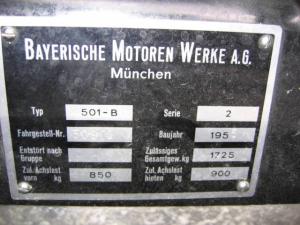 BAYERISCHE MOTOREN WERKE A.G.
München
Typ 501-B Serie 2
Fahrgestell-Nr. Baujahr 195
Entstört nach Gruppe Zulässiges Gesamtgew. kg 1725
Zul. Achslast vorn kg 850 Zul. Achslast hinten kg 900